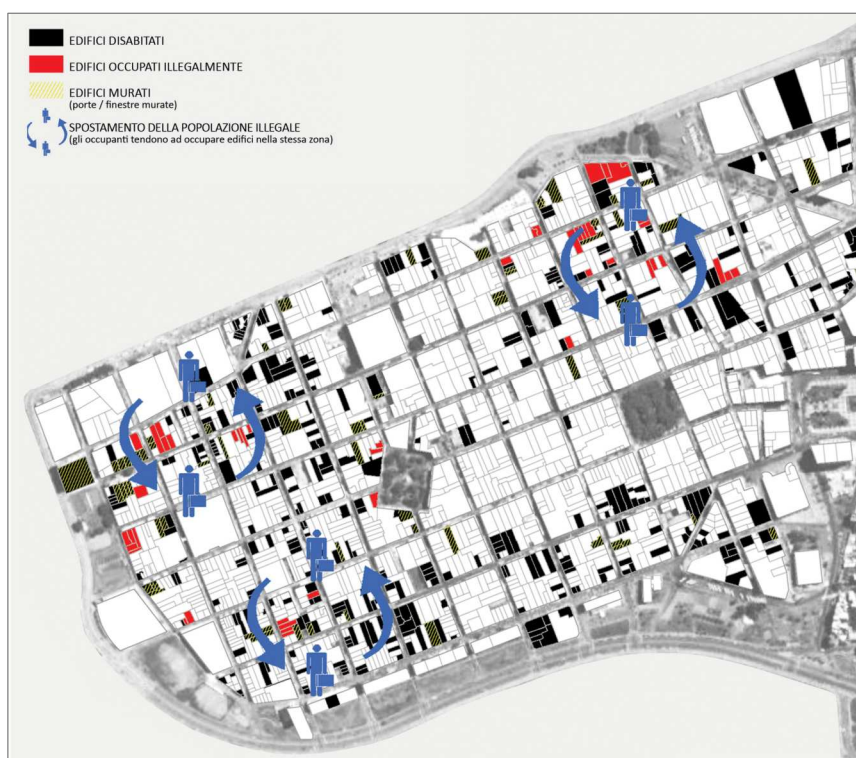 EDIFICI DISABITATI
EDIFICI OCCUPATI ILLEGALMENTE
EDIFICI MURATI
(porte / finestre murate)
SPOSTAMENTO DELLA POPOLAZIONE ILLEGALE
(gli occupanti tendono ad occupare edifici nella stessa zona)